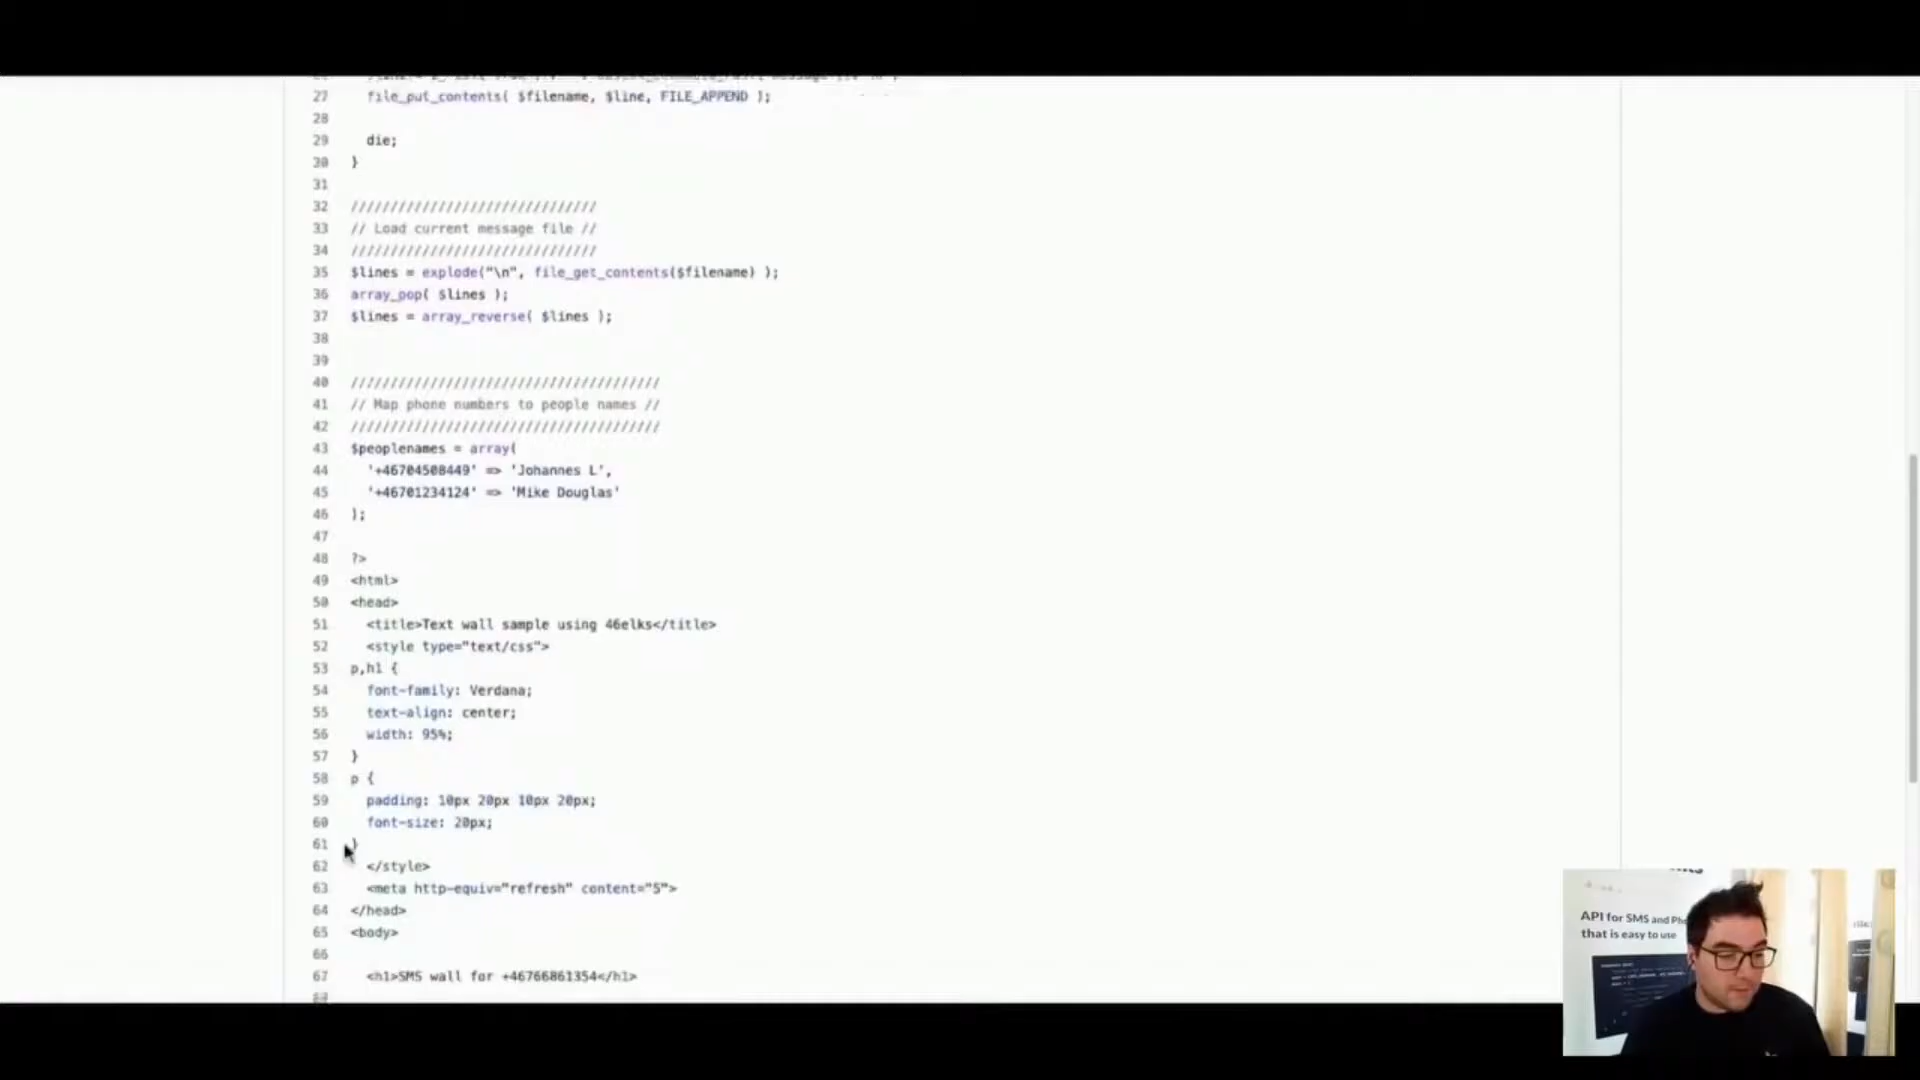 27 file_put_contents( $filename, $line, FILE_APPEND );
28
29 die;
30 }
31
32 ///////////////////////////////
33 // Load current message file //
34 ///////////////////////////////
35 $lines = explode("\n", file_get_contents($filename) );
36 array_pop( $lines );
37 $lines = array_reverse( $lines );
38
39
40 ///////////////////////////////////////
41 // Map phone numbers to people names //
42 ///////////////////////////////////////
43 $peoplenames = array(
44 '+46704508449' => 'Johannes L',
45 '+46701234124' => 'Mike Douglas'
46 );
47
48 ?>
49 <html>
50 <head>
51 <title>Text wall sample using 46elks</title>
52 <style type="text/css">
53 p,h1 {
54 font-family: Verdana;
55 text-align: center;
56 width: 95%;
57 }
58 p {
59 padding: 10px 20px 10px 20px;
60 font-size: 20px;
61 }
62 </style>
63 <meta http-equiv="refresh" content="5">
64 </head>
65 <body>
66
67 <h1>SMS wall for +46766861354</h1>
API for SMS and
that is easy to use